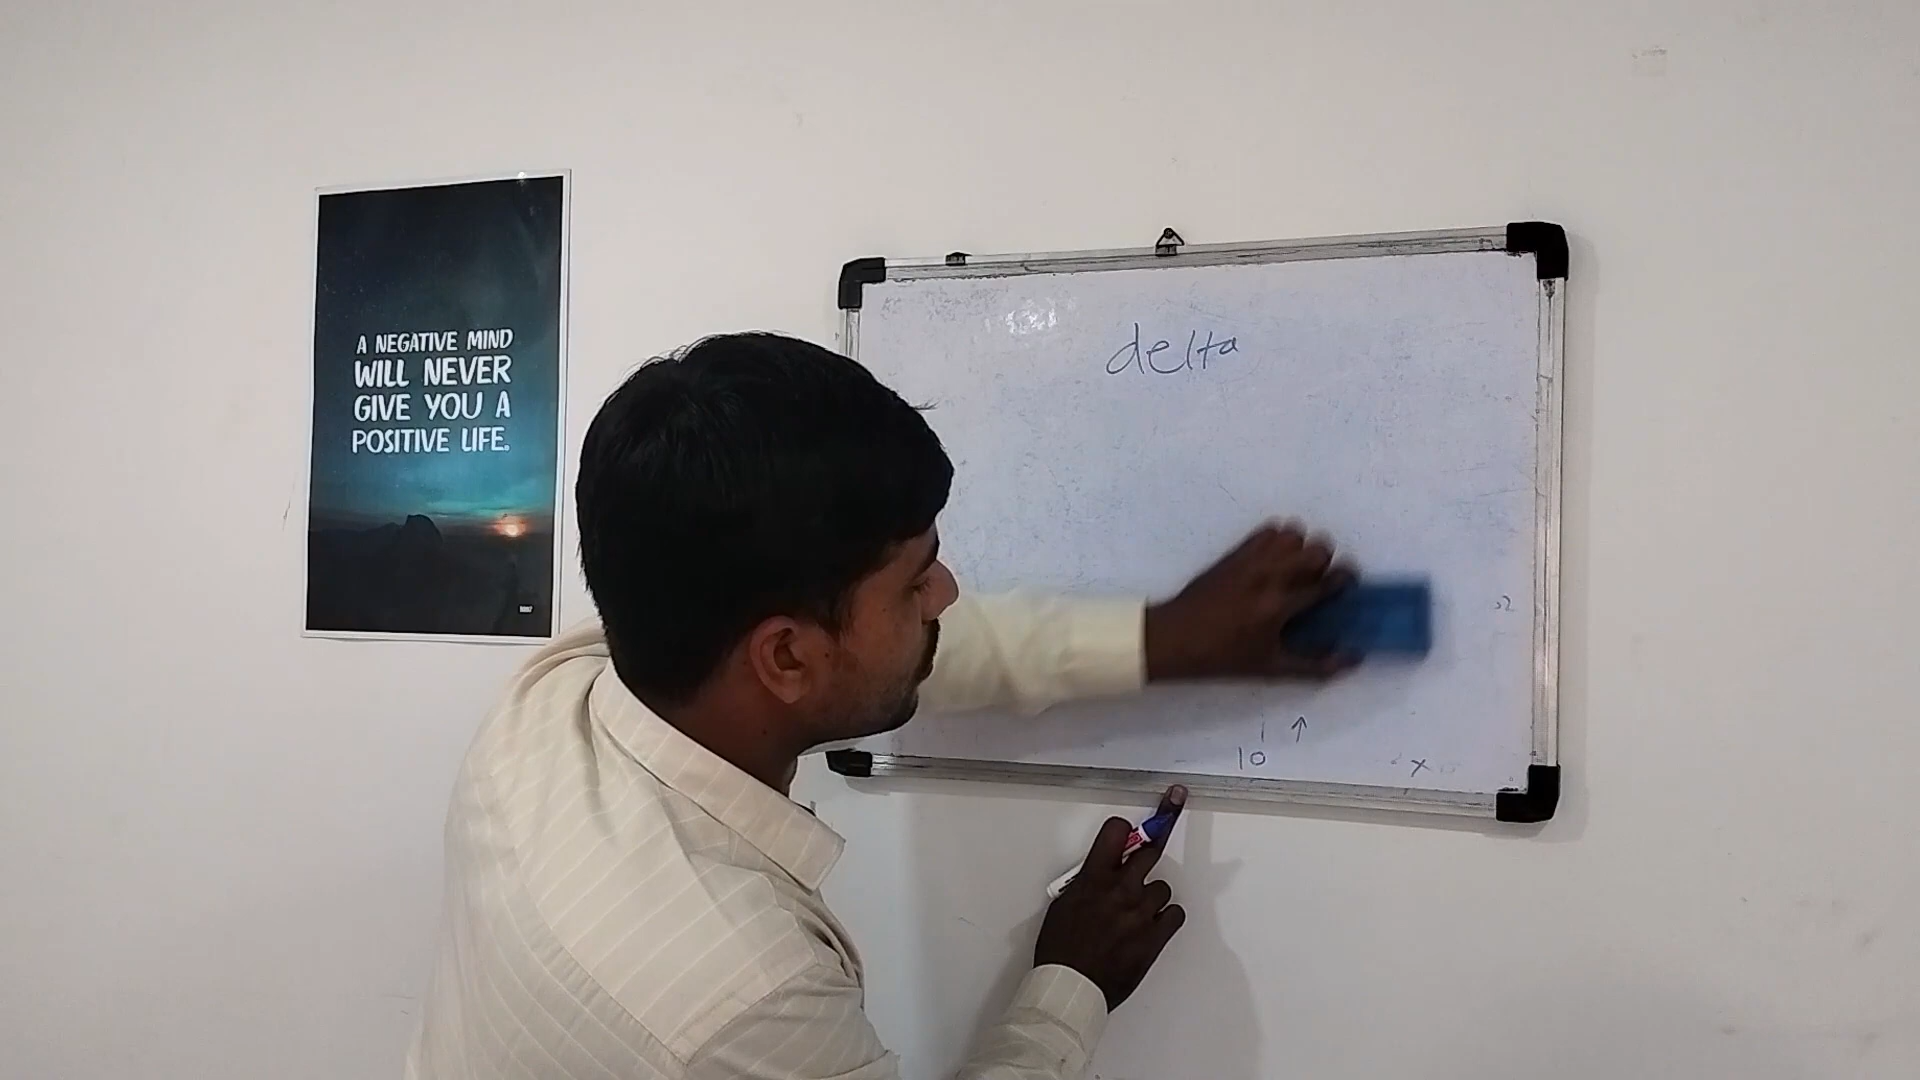 A NEGATIVE MIND
WILL NEVER
GIVE YOU A
POSITIVE LIFE.
delta
↑
10
x